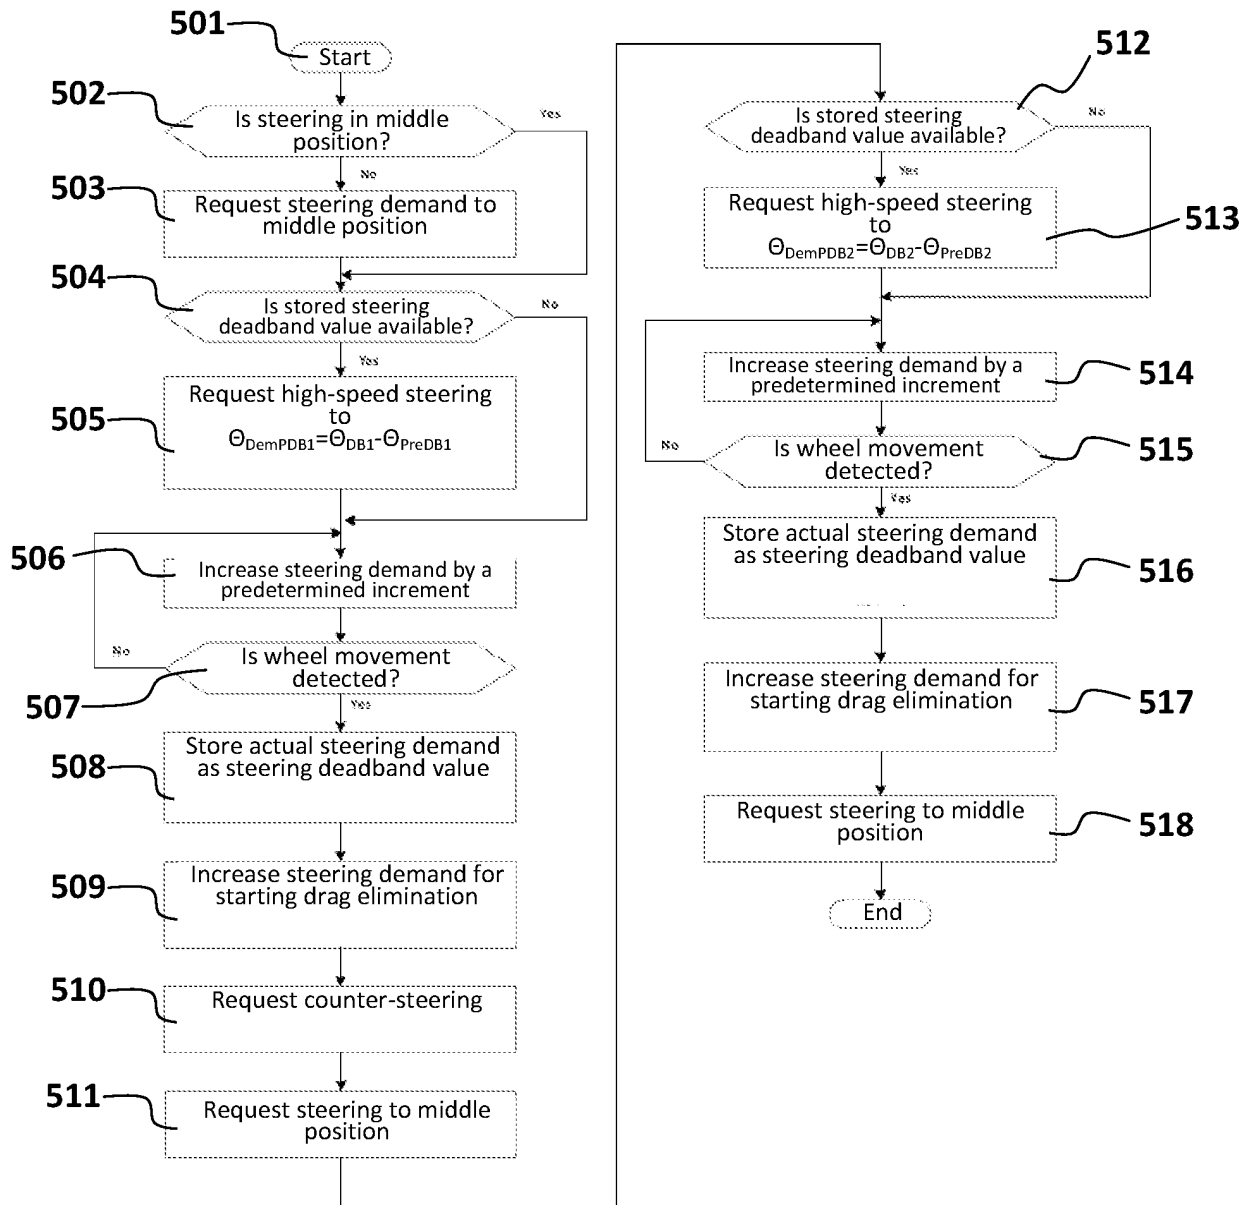 501
Start
502
Is steering in middle
position?
Yes
No
503
Request steering demand to
middle position
504
Is stored steering
deadband value available?
No
Yes
505
Request high-speed steering
to
Θ_DemPDB1=Θ_DB1-Θ_PreDB1
506
Increase steering demand by a
predetermined increment
No
507
Is wheel movement
detected?
Yes
508
Store actual steering demand
as steering deadband value
509
Increase steering demand for
starting drag elimination
510
Request counter-steering
511
Request steering to middle
position
512
Is stored steering
deadband value available?
No
Yes
513
Request high-speed steering
to
Θ_DemPDB2=Θ_DB2-Θ_PreDB2
514
Increase steering demand by a
predetermined increment
No
515
Is wheel movement
detected?
Yes
516
Store actual steering demand
as steering deadband value
517
Increase steering demand for
starting drag elimination
518
Request steering to middle
position
End